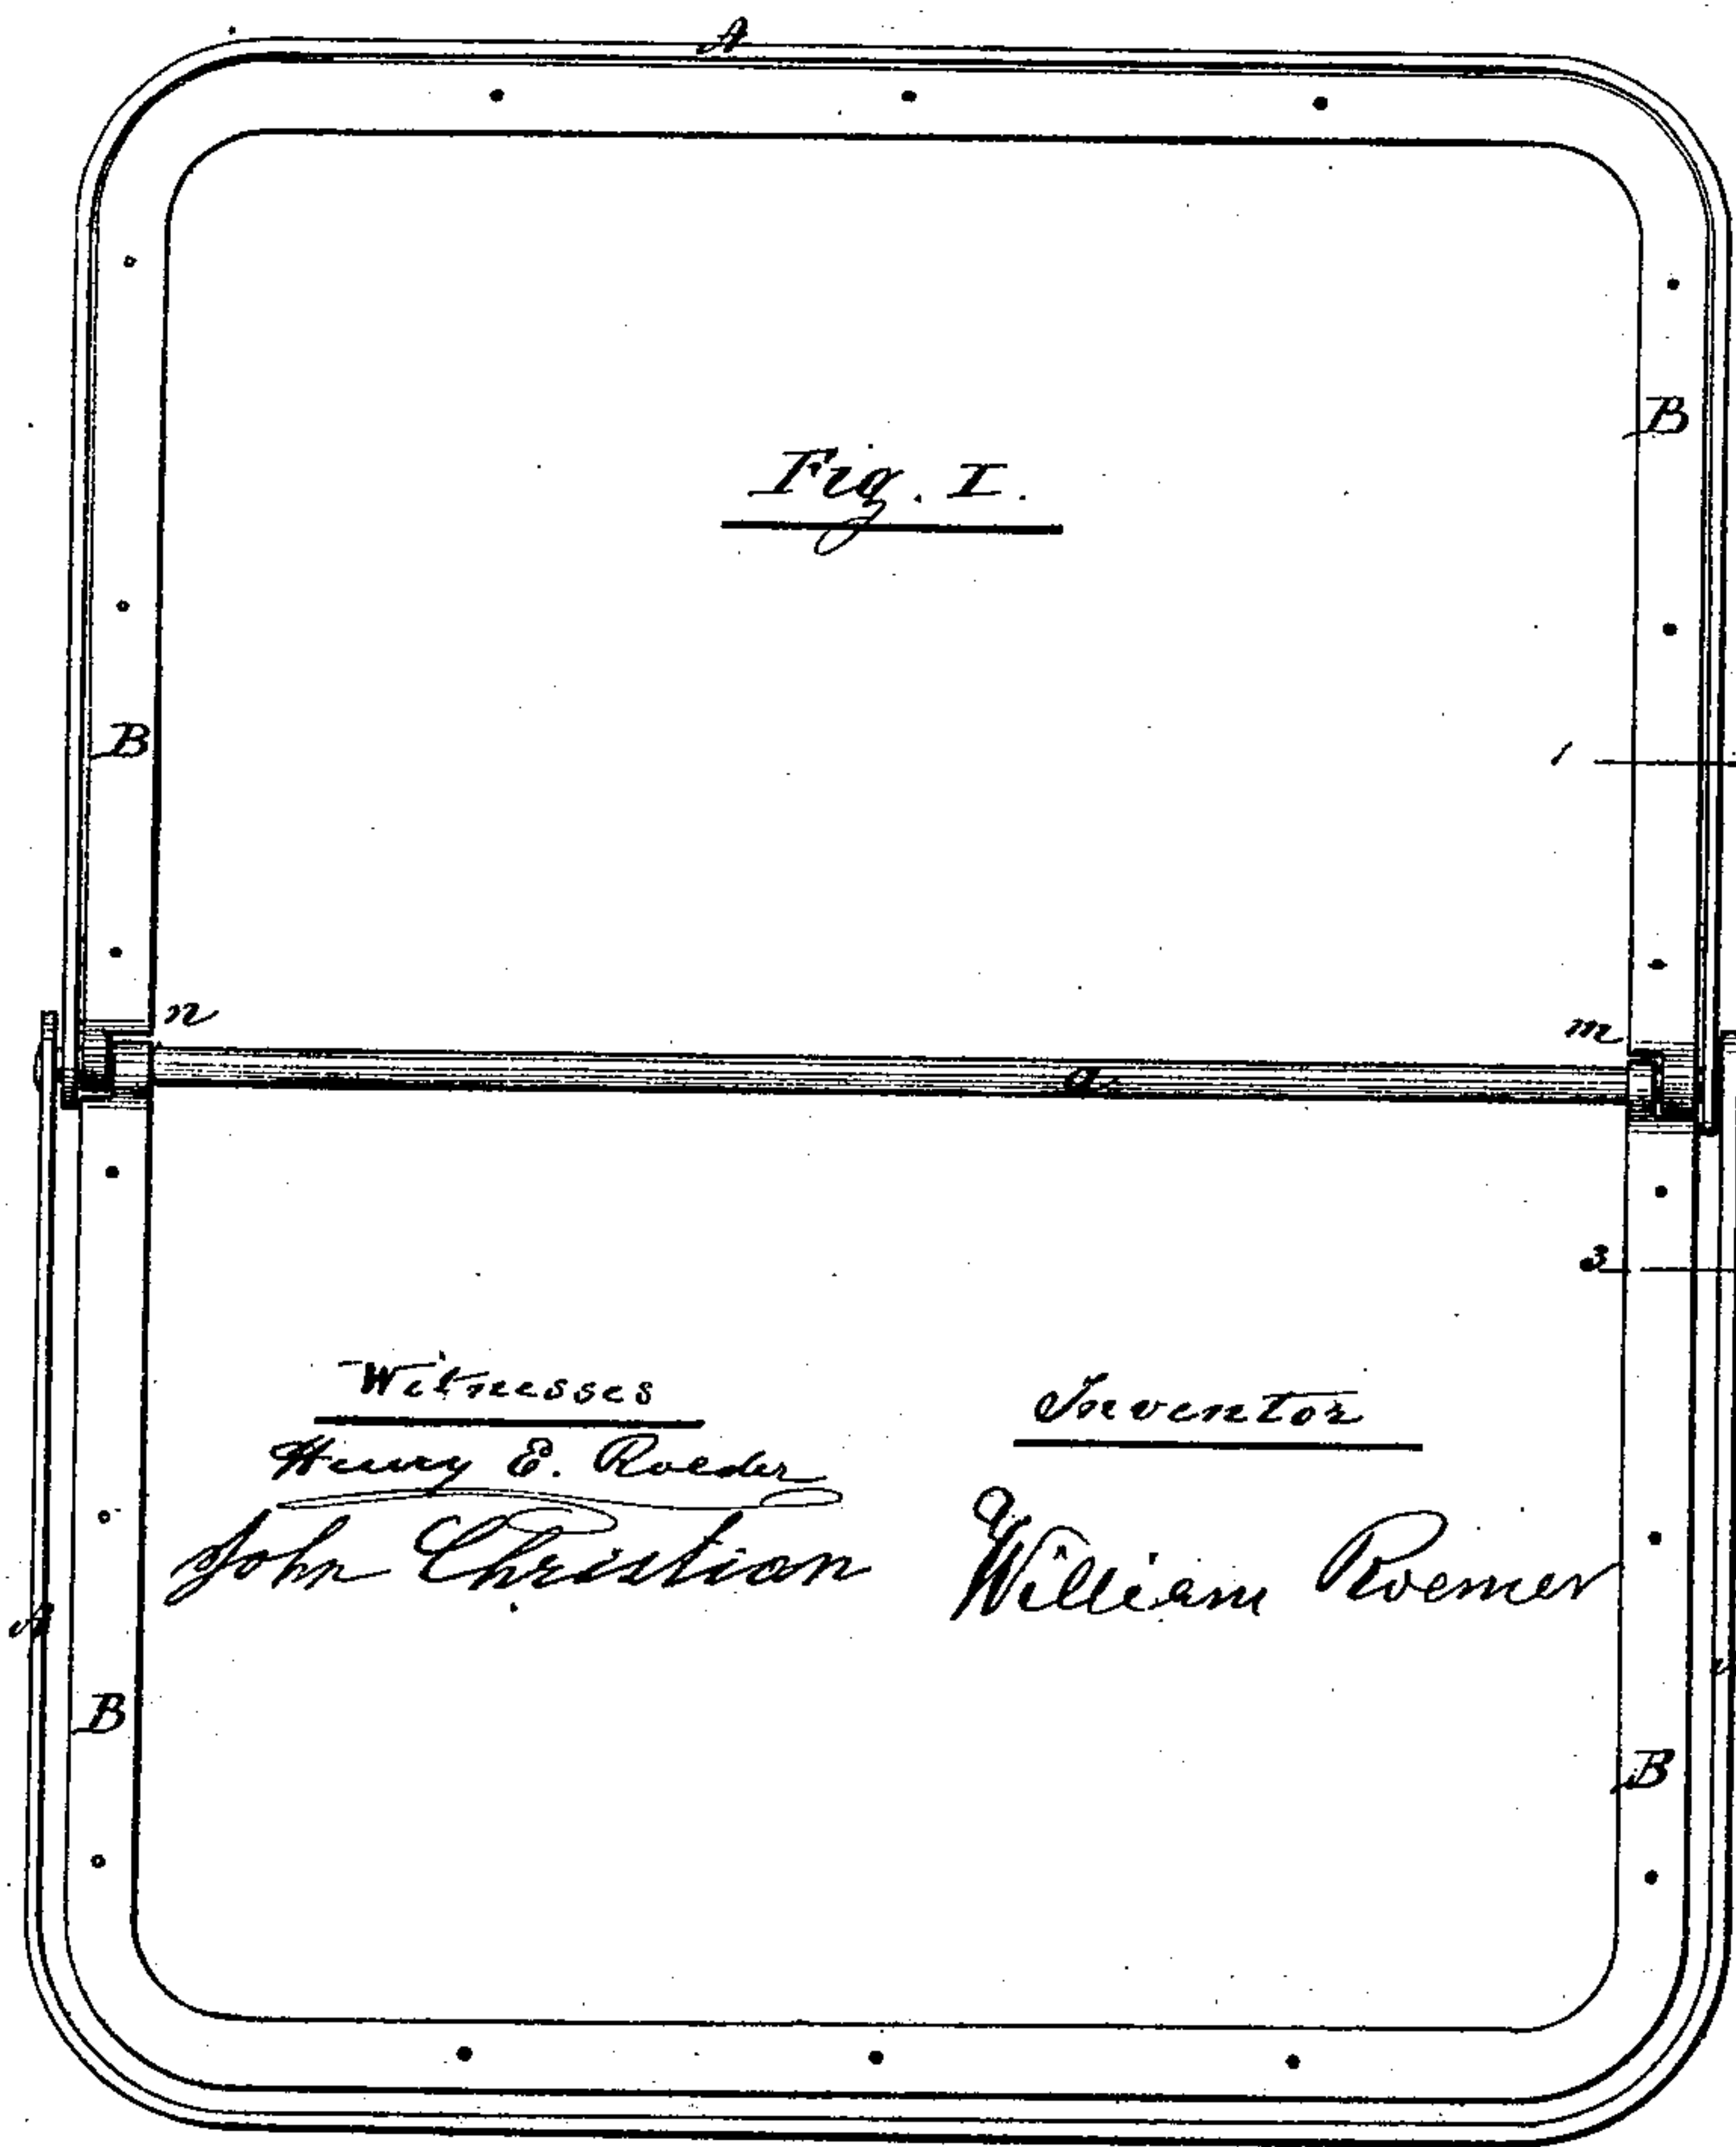 A
Fig. I.
B
B
1
n
m
a
3
Witnesses
Inventor
Henry E. Roeder
John Christian
William Roemer
A
B
B